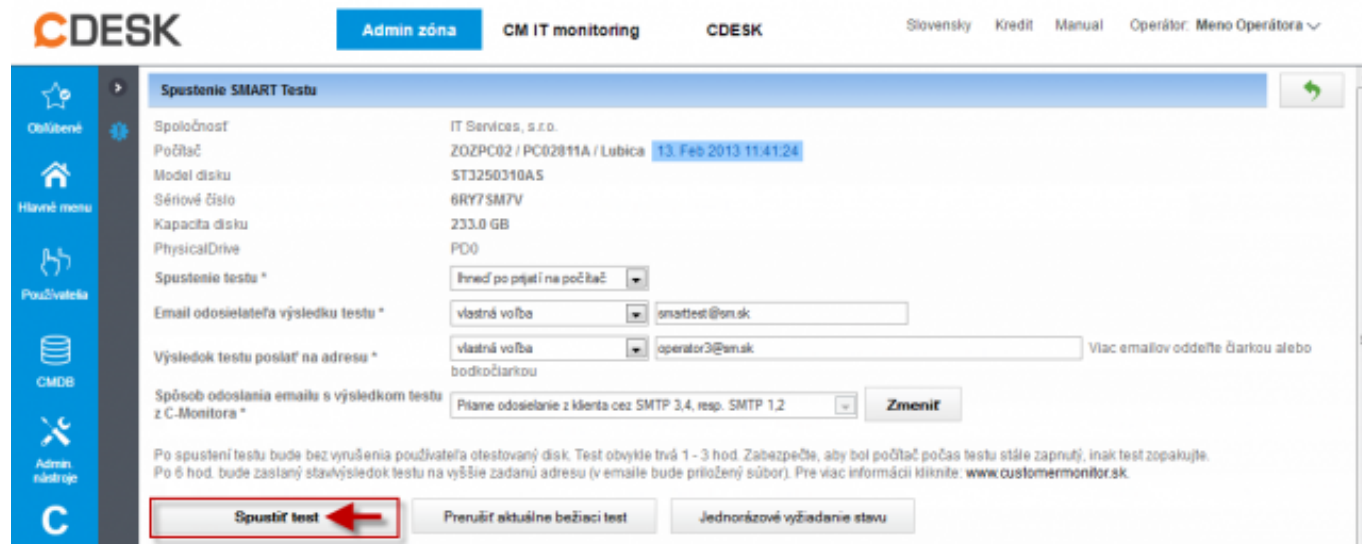 CDESK
Admin zóna CM IT monitoring CDESK Slovensky Kredit Manual Operátor: Meno Operátora
Obľúbené
Hlavné menu
Používatelia
CMDB
Admin. nástroje
C
Spustenie SMART Testu
Spoločnosť IT Services, s.r.o.
Počítač ZOZPC02 / PC02811A / Lubica 13. Feb 2013 11:41:24
Model disku ST3250310AS
Sériové číslo 6RY7SM7V
Kapacita disku 233.0 GB
PhysicalDrive PD0
Spustenie testu * Ihneď po prijatí na počítač
Email odosielateľa výsledku testu * vlastná voľba smarttest@sm.sk
Výsledok testu poslať na adresu * vlastná voľba operator3@sm.sk Viac emailov oddeľte čiarkou alebo
bodkočiarkou
Spôsob odoslania emailu s výsledkom testu
z C-Monitora * Priame odosielanie z klienta cez SMTP 3,4, resp. SMTP 1,2 Zmeniť
Po spustení testu bude bez vyrušenia používateľa otestovaný disk. Test obvykle trvá 1 - 3 hod. Zabezpečte, aby bol počítač počas testu stále zapnutý, inak test zopakujte.
Po 6 hod. bude zaslaný stav/výsledok testu na vyššie zadanú adresu (v emaile bude priložený súbor). Pre viac informácií kliknite: www.customermonitor.sk.
Spustiť test Prerušiť aktuálne bežiaci test Jednorázové vyžiadanie stavu